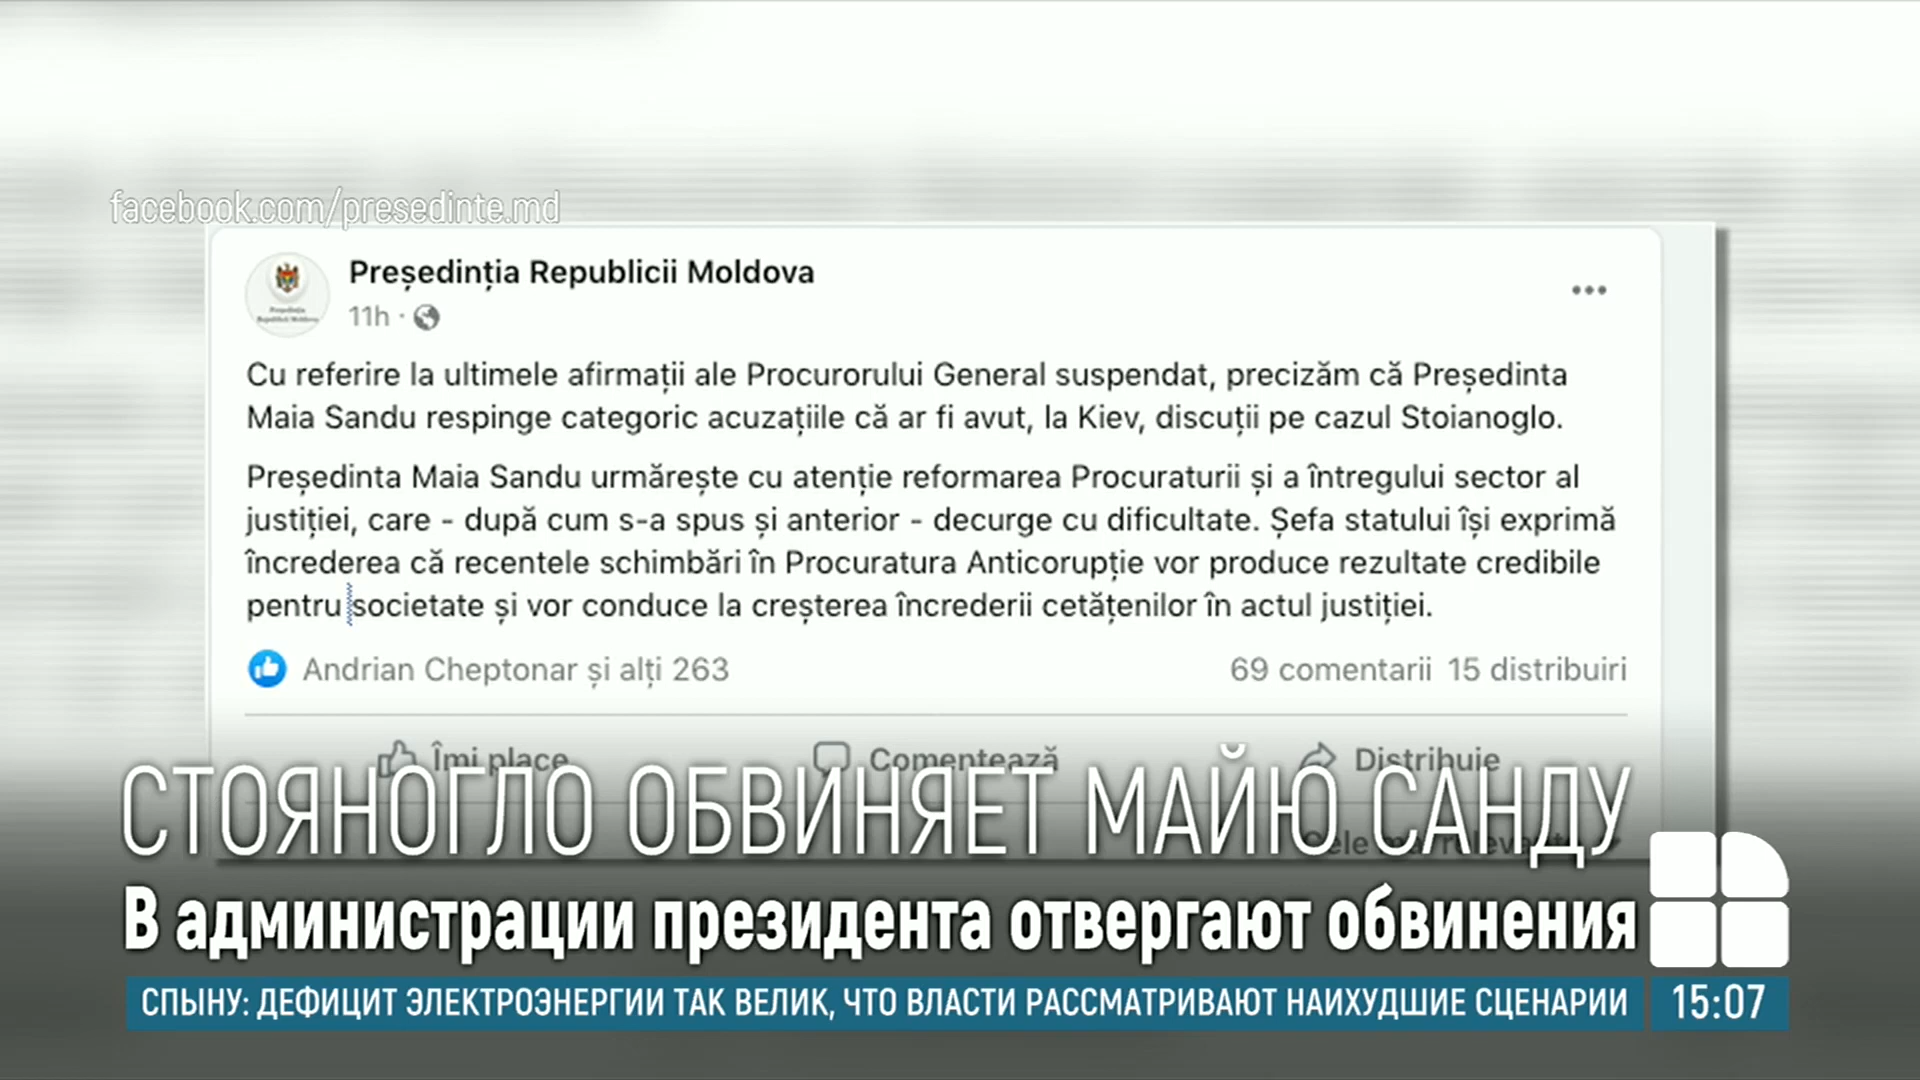 facebook.com/presedinte.md
Președinția Republicii Moldova
11h ·
Cu referire la ultimele afirmații ale Procurorului General suspendat, precizăm că Președinta
Maia Sandu respinge categoric acuzațiile că ar fi avut, la Kiev, discuții pe cazul Stoianoglo.
Președinta Maia Sandu urmărește cu atenție reformarea Procuraturii și a întregului sector al
justiției, care - după cum s-a spus și anterior - decurge cu dificultate. Șefa statului își exprimă
încrederea că recentele schimbări în Procuratura Anticorupție vor produce rezultate credibile
pentru societate și vor conduce la creșterea încrederii cetățenilor în actul justiției.
Andrian Cheptonar și alți 263
69 comentarii 15 distribuiri
Îmi place
Comentează
Distribuie
СТОЯНОГЛО ОБВИНЯЕТ МАЙЮ САНДУ
В администрации президента отвергают обвинения
СПЫНУ: ДЕФИЦИТ ЭЛЕКТРОЭНЕРГИИ ТАК ВЕЛИК, ЧТО ВЛАСТИ РАССМАТРИВАЮТ НАИХУДШИЕ СЦЕНАРИИ
15:07